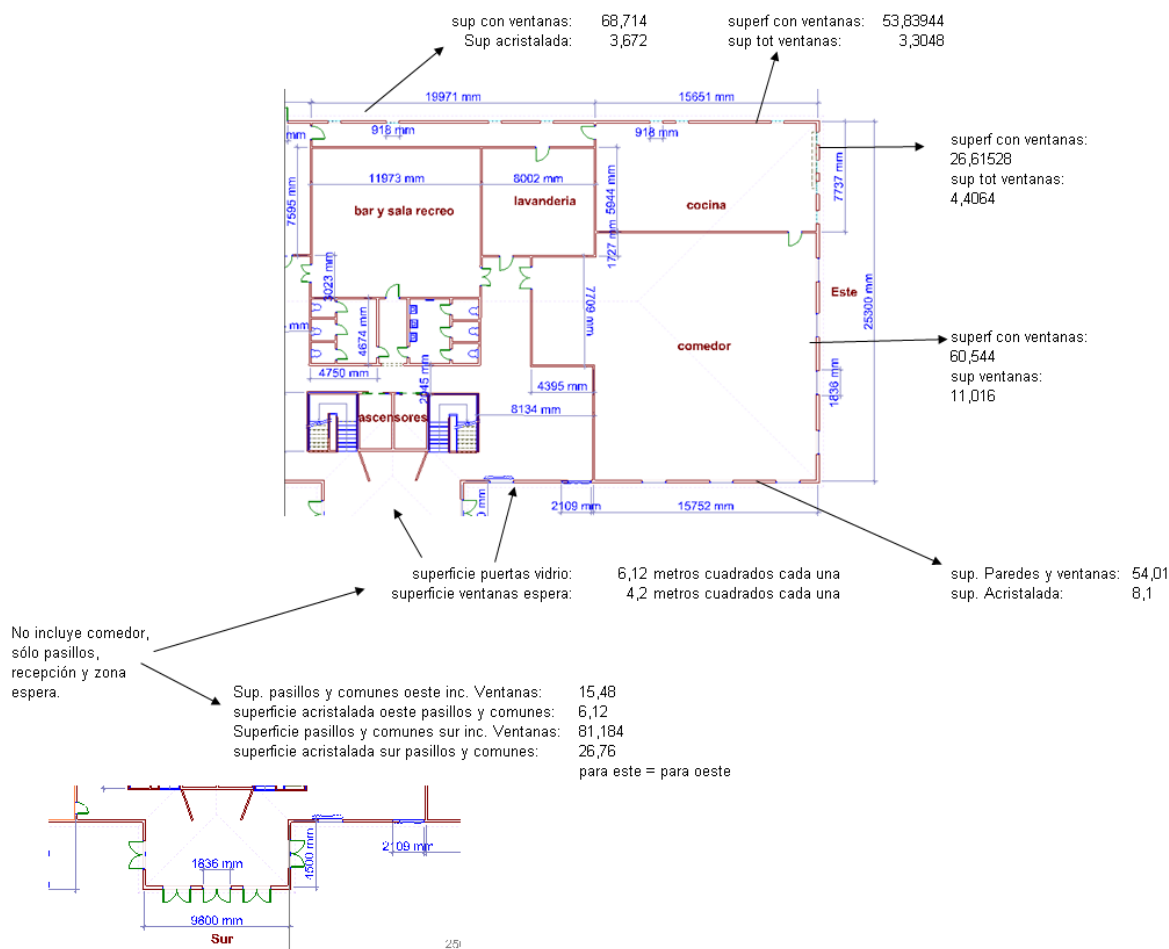 sup con ventanas: 68,714
Sup acristalada: 3,672
superf con ventanas: 53,83944
sup tot ventanas: 3,3048
19971 mm
15651 mm
918 mm
918 mm
superf con ventanas:
26,61528
sup tot ventanas:
4,4064
7737 mm
11973 mm
8002 mm
7595 mm
5944 mm
bar y sala recreo
lavanderia
cocina
1727 mm
3023 mm
7709 mm
Este
25300 mm
comedor
superf con ventanas:
60,544
sup ventanas:
11,016
4674 mm
4750 mm
2045 mm
4395 mm
1836 mm
8134 mm
ascensores
2109 mm
15752 mm
superficie puertas vidrio: 6,12 metros cuadrados cada una
superficie ventanas espera: 4,2 metros cuadrados cada una
sup. Paredes y ventanas: 54,01
sup. Acristalada: 8,1
No incluye comedor,
sólo pasillos,
recepción y zona
espera.
Sup. pasillos y comunes oeste inc. Ventanas: 15,48
superficie acristalada oeste pasillos y comunes: 6,12
Superficie pasillos y comunes sur inc. Ventanas: 81,184
superficie acristalada sur pasillos y comunes: 26,76
para este = para oeste
1836 mm
4500 mm
2109 mm
9600 mm
Sur